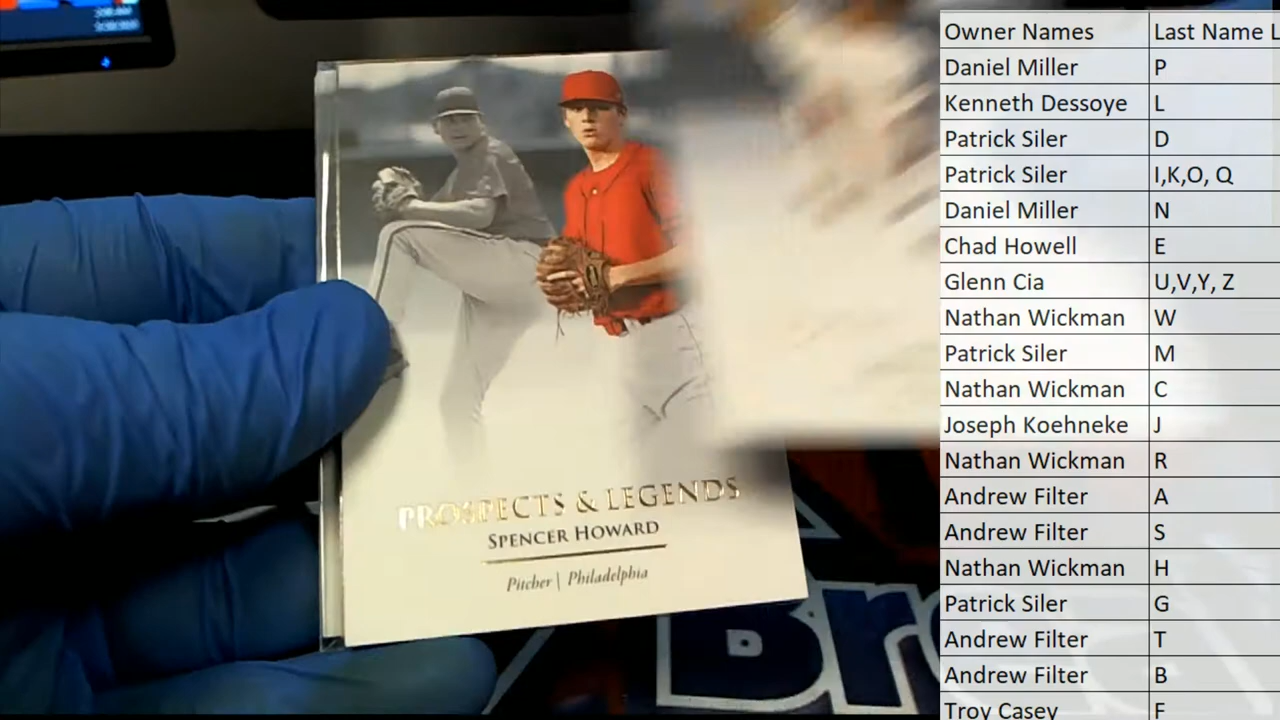 PROSPECTS & LEGENDS
SPENCER HOWARD
Pitcher | Philadelphia
Bre
Owner Names Last Name L
Daniel Miller P
Kenneth Dessoye L
Patrick Siler D
Patrick Siler I,K,O, Q
Daniel Miller N
Chad Howell E
Glenn Cia U,V,Y, Z
Nathan Wickman W
Patrick Siler M
Nathan Wickman C
Joseph Koehneke J
Nathan Wickman R
Andrew Filter A
Andrew Filter S
Nathan Wickman H
Patrick Siler G
Andrew Filter T
Andrew Filter B
Troy Casey F